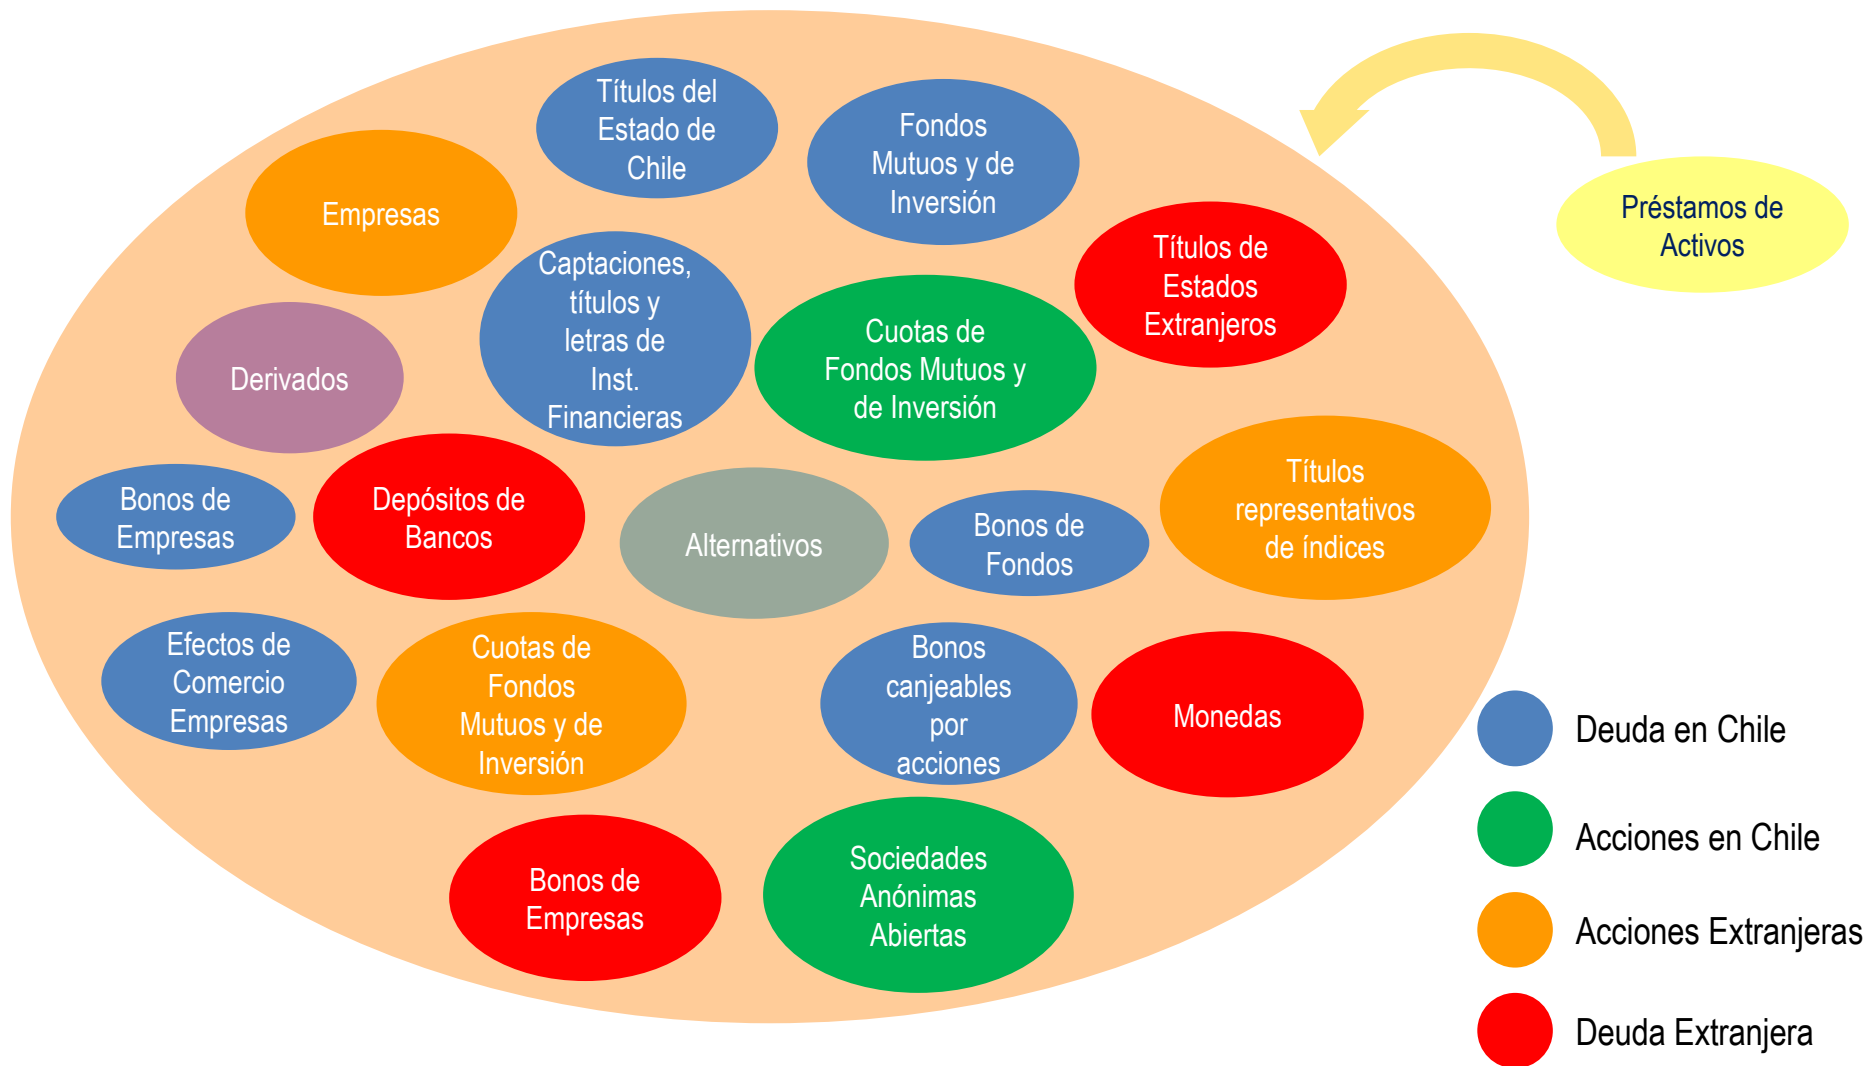 Títulos del
Estado de
Chile
Fondos
Mutuos y de
Inversión
Empresas
Préstamos de
Activos
Captaciones,
títulos y
letras de
Inst.
Financieras
Títulos de
Estados
Extranjeros
Cuotas de
Fondos Mutuos y
de Inversión
Derivados
Bonos de
Empresas
Depósitos de
Bancos
Alternativos
Bonos de
Fondos
Títulos
representativos
de índices
Efectos de
Comercio
Empresas
Cuotas de
Fondos
Mutuos y de
Inversión
Bonos
canjeables
por
acciones
Monedas
Bonos de
Empresas
Sociedades
Anónimas
Abiertas
Deuda en Chile
Acciones en Chile
Acciones Extranjeras
Deuda Extranjera